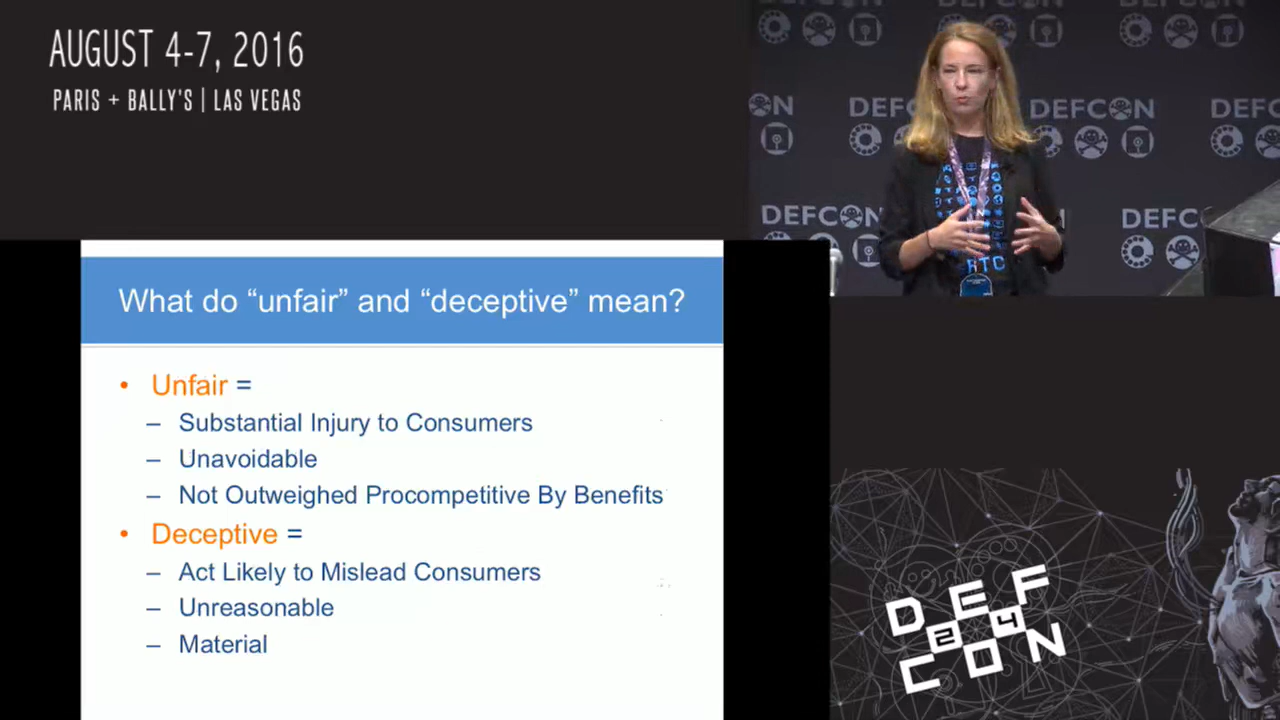 AUGUST 4-7, 2016
PARIS + BALLY'S | LAS VEGAS
DEFCON DEFCON
DEFCON
What do “unfair” and “deceptive” mean?
• Unfair =
– Substantial Injury to Consumers
– Unavoidable
– Not Outweighed Procompetitive By Benefits
• Deceptive =
– Act Likely to Mislead Consumers
– Unreasonable
– Material
DEF
24
CON